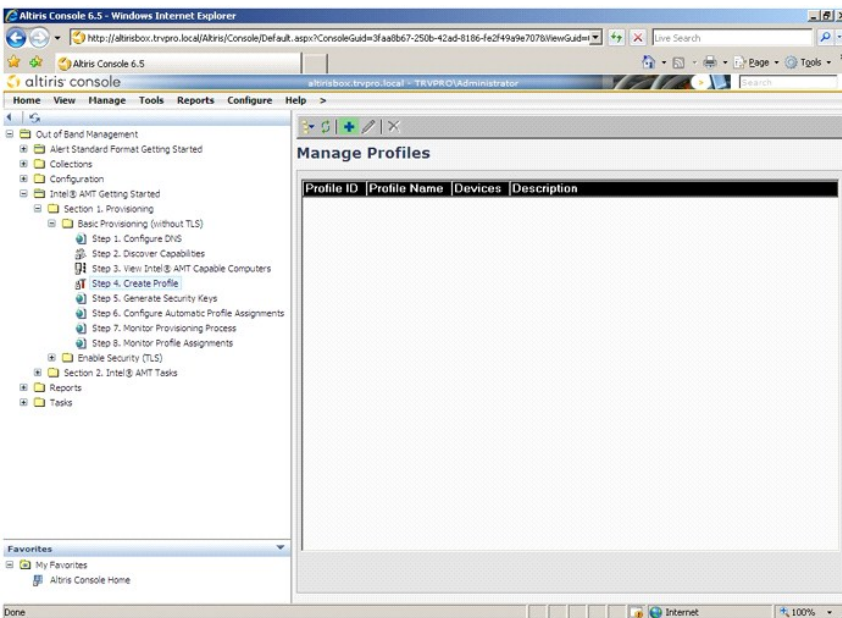 Altiris Console 6.5 - Windows Internet Explorer
http://altirisbox.trvpro.local/Altiris/Console/Default.aspx?ConsoleGuid=3faa8b67-250b-42ad-8186-fe2f49a9e707&ViewGuid=
Live Search
Altiris Console 6.5
Page
Tools
altiris console
altirisbox.trvpro.local - TRVPRO\Administrator
Search
Home View Manage Tools Reports Configure Help >
Out of Band Management
Alert Standard Format Getting Started
Collections
Configuration
Intel® AMT Getting Started
Section 1. Provisioning
Basic Provisioning (without TLS)
Step 1. Configure DNS
Step 2. Discover Capabilities
Step 3. View Intel® AMT Capable Computers
Step 4. Create Profile
Step 5. Generate Security Keys
Step 6. Configure Automatic Profile Assignments
Step 7. Monitor Provisioning Process
Step 8. Monitor Profile Assignments
Enable Security (TLS)
Section 2. Intel® AMT Tasks
Reports
Tasks
Manage Profiles
Profile ID Profile Name Devices Description
Favorites
My Favorites
Altris Console Home
Done
Internet
100%